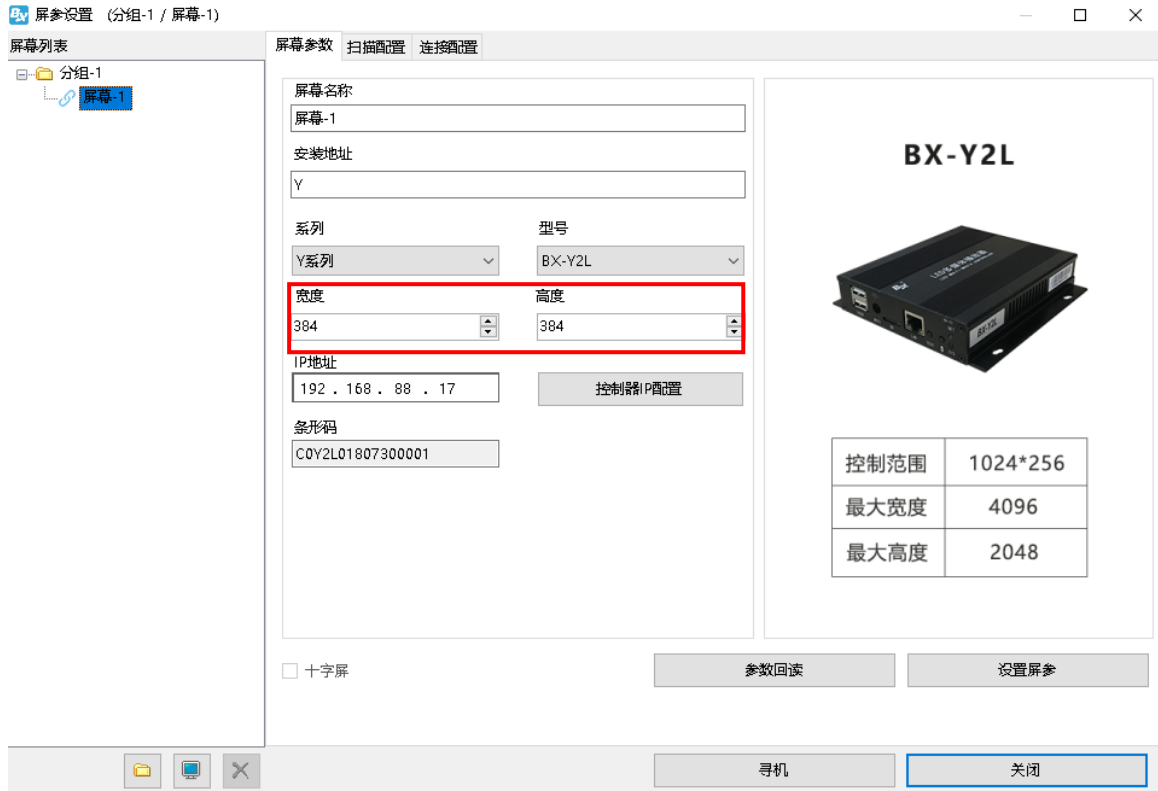 屏参设置 (分组-1 / 屏幕-1)
屏幕列表
分组-1
屏幕-1
屏幕参数 扫描配置 连接配置
屏幕名称
屏幕-1
安装地址
Y
系列 型号
Y系列 BX-Y2L
宽度 高度
384 384
IP地址
192 . 168 . 88 . 17 控制器IP配置
条形码
C0Y2L01807300001
BX-Y2L
BX-Y2L
控制范围 1024*256
最大宽度 4096
最大高度 2048
十字屏 参数回读 设置屏参
寻机 关闭